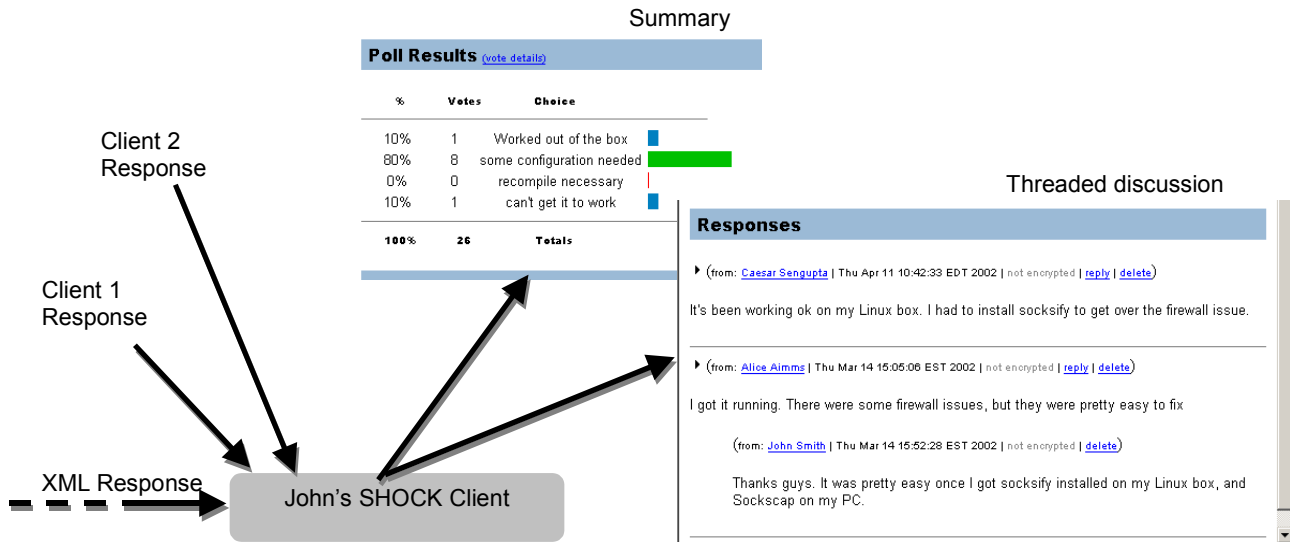 Summary
Poll Results (vote details)
% Votes Choice
10% 1 Worked out of the box
80% 8 some configuration needed
0% 0 recompile necessary
10% 1 can't get it to work
100% 26 Totals
Client 2
Response
Client 1
Response
XML Response
John's SHOCK Client
Threaded discussion
Responses
(from: Caesar Sengupta | Thu Apr 11 10:42:33 EDT 2002 | not encrypted | reply | delete)
It's been working ok on my Linux box. I had to install socksify to get over the firewall issue.
(from: Alice Aimms | Thu Mar 14 15:05:06 EST 2002 | not encrypted | reply | delete)
I got it running. There were some firewall issues, but they were pretty easy to fix
(from: John Smith | Thu Mar 14 15:52:28 EST 2002 | not encrypted | delete)
Thanks guys. It was pretty easy once I got socksify installed on my Linux box, and
Sockscap on my PC.